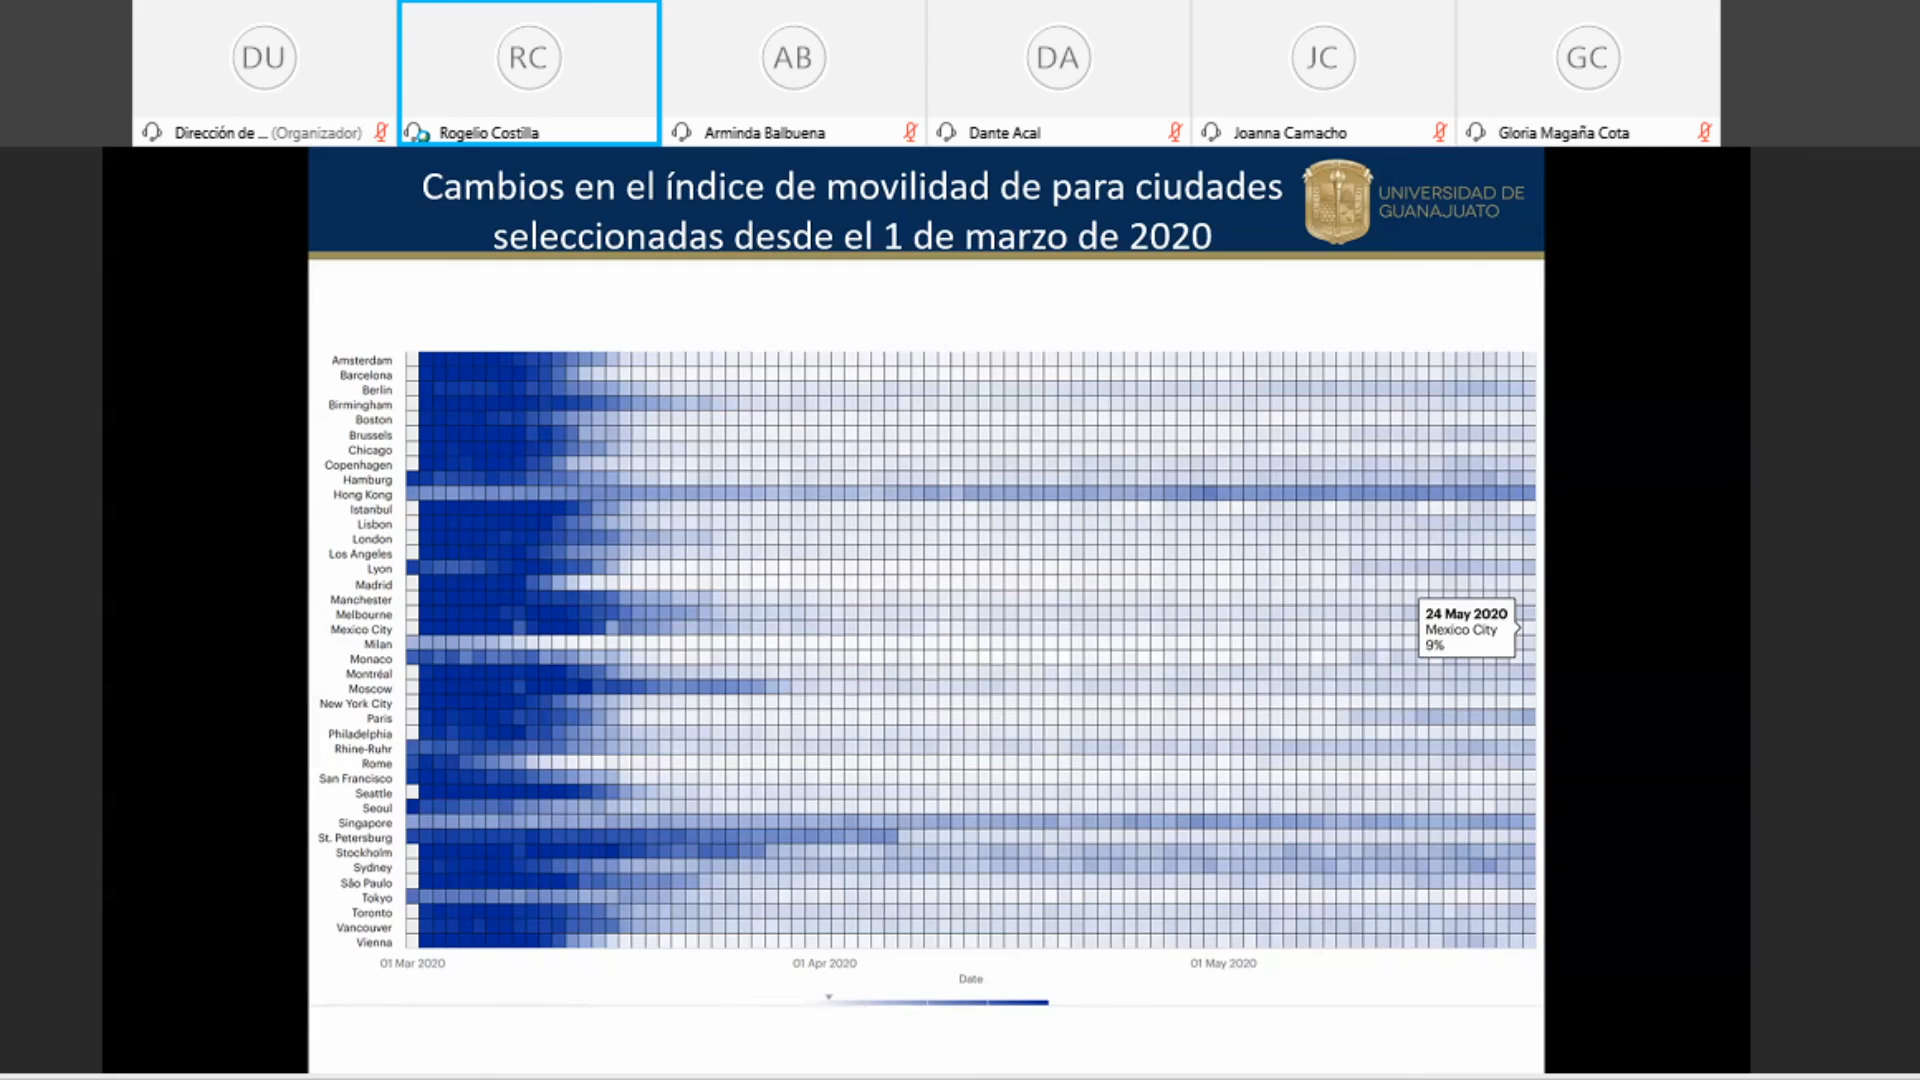 DU
RC
AB
DA
JC
GC
Dirección de ... (Organizador)
Rogelio Costilla
Arminda Balbuena
Dante Acal
Joanna Camacho
Gloria Magaña Cota
Cambios en el índice de movilidad de para ciudades
seleccionadas desde el 1 de marzo de 2020
UNIVERSIDAD DE
GUANAJUATO
Amsterdam
Barcelona
Berlin
Birmingham
Boston
Brussels
Chicago
Copenhagen
Hamburg
Hong Kong
Istanbul
Lisbon
London
Los Angeles
Lyon
Madrid
Manchester
Melbourne
Mexico City
Milan
Monaco
Montréal
Moscow
New York City
Paris
Philadelphia
Rhine-Ruhr
Rome
San Francisco
Seattle
Seoul
Singapore
St. Petersburg
Stockholm
Sydney
São Paulo
Tokyo
Toronto
Vancouver
Vienna
24 May 2020
Mexico City
9%
01 Mar 2020
01 Apr 2020
01 May 2020
Date